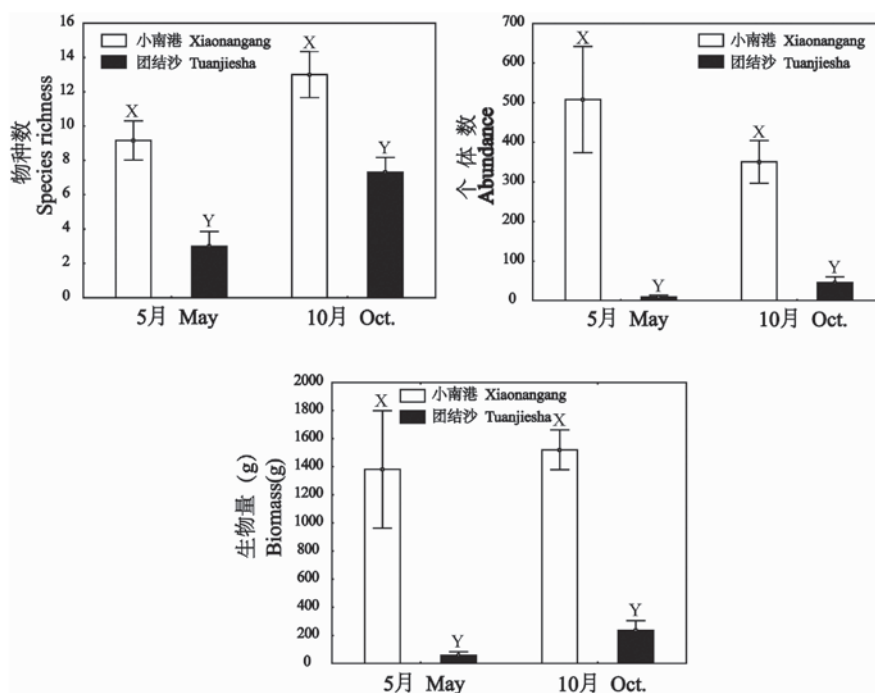 物种数
Species richness
16
14
12
10
8
6
4
2
0
小南港 Xiaonangang
团结沙 Tuanjiesha
X
Y
X
Y
5月 May
10月 Oct.
个体数
Abundance
700
600
500
400
300
200
100
0
小南港 Xiaonangang
团结沙 Tuanjiesha
X
Y
X
Y
5月 May
10月 Oct.
生物量（g）
Biomass(g)
2000
1800
1600
1400
1200
1000
800
600
400
200
0
小南港 Xiaonangang
团结沙 Tuanjiesha
X
Y
X
Y
5月 May
10月 Oct.